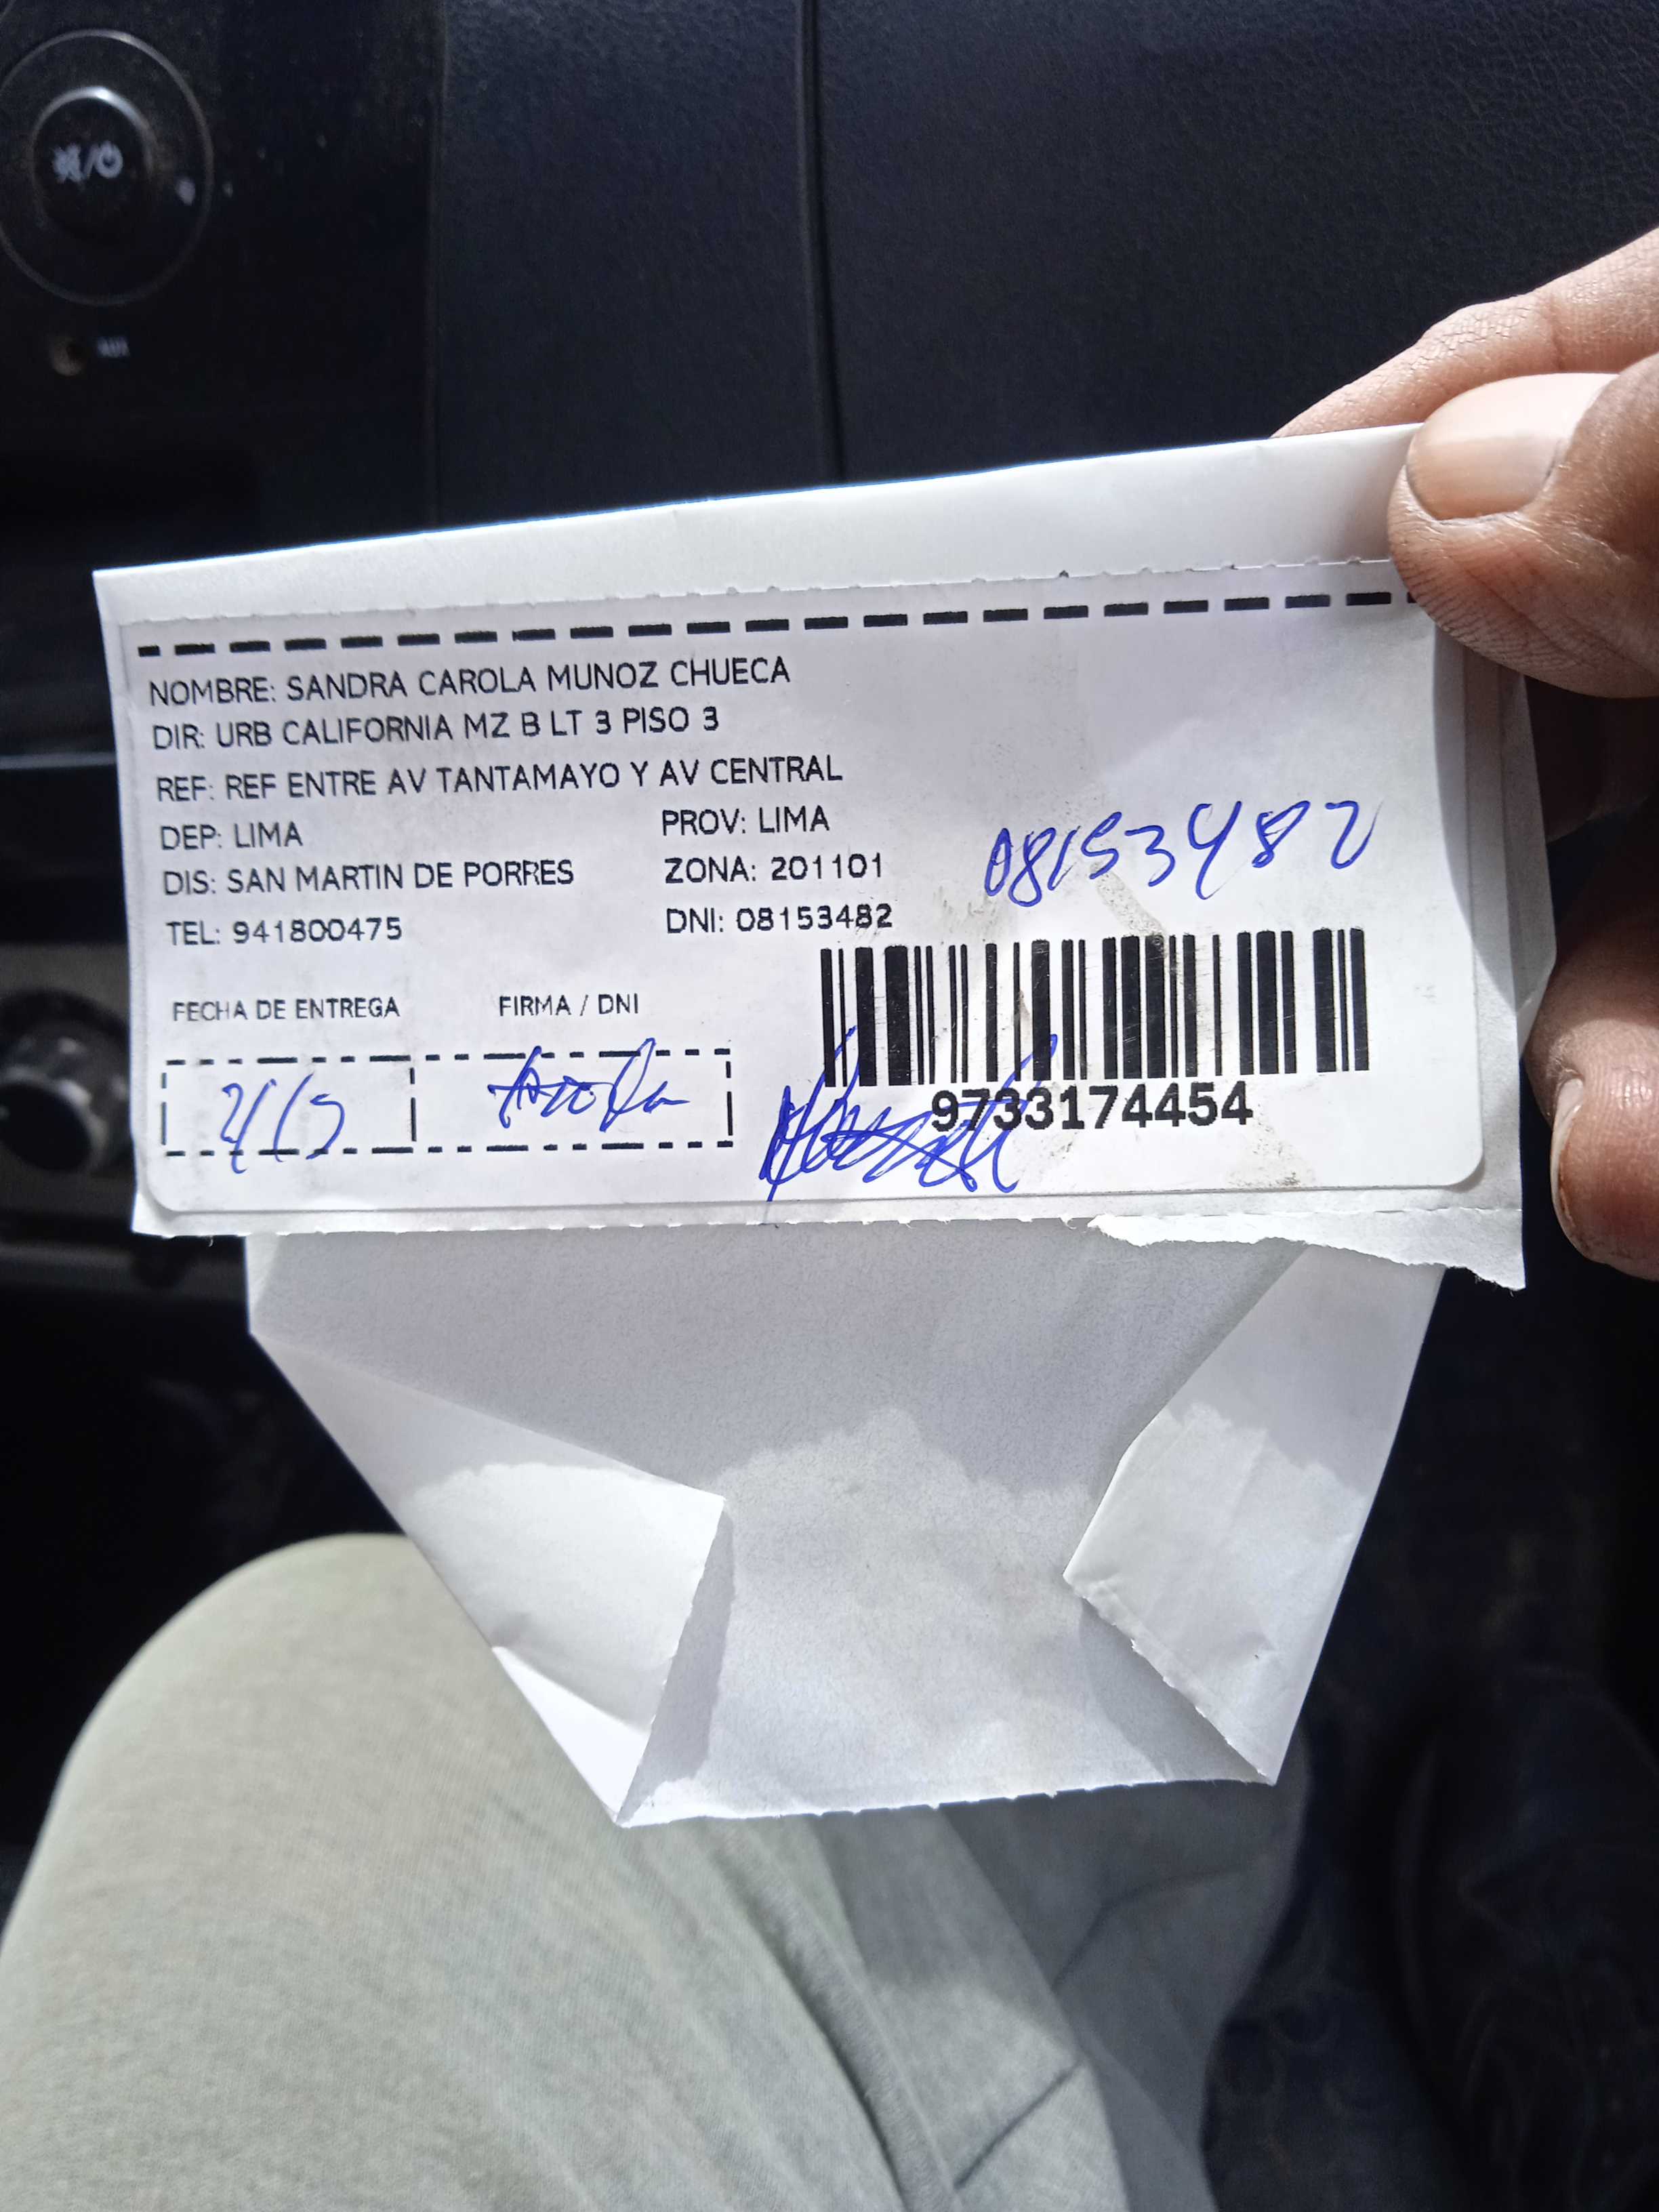 AUX
NOMBRE: SANDRA CAROLA MUNOZ CHUECA
DIR: URB CALIFORNIA MZ B LT 3 PISO 3
REF: REF ENTRE AV TANTAMAYO Y AV CENTRAL
DEP: LIMA PROV: LIMA
DIS: SAN MARTIN DE PORRES ZONA: 201101
08153482
TEL: 941800475 DNI: 08153482
FECHA DE ENTREGA FIRMA / DNI
9733174454